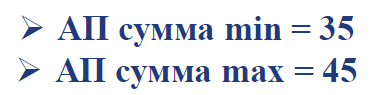 ➢ АП сумма min = 35
➢ АП сумма max = 45